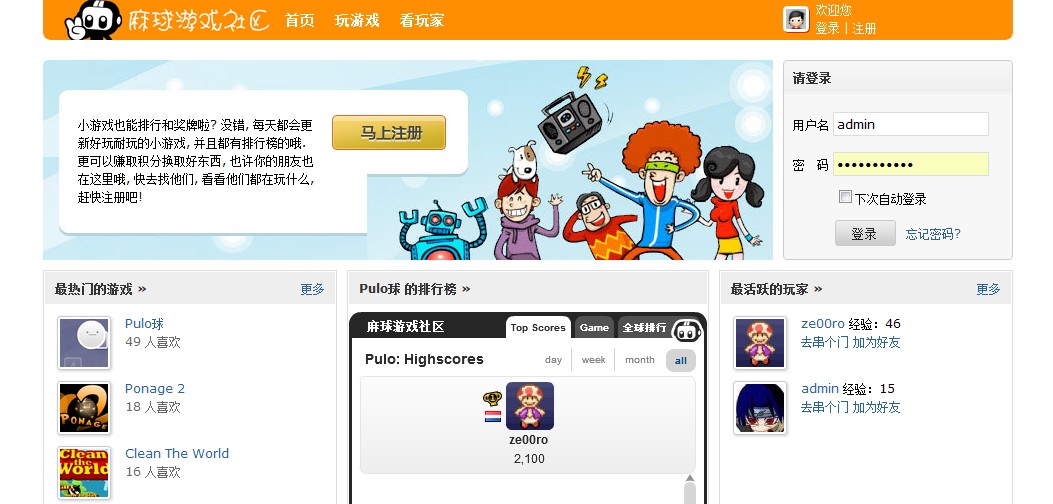 麻球游戏社区 首页 玩游戏 看玩家
欢迎您
登录 | 注册
小游戏也能排行和奖牌啦? 没错, 每天都会更
新好玩耐玩的小游戏, 并且都有排行榜的哦.
更可以赚取积分换取好东西, 也许你的朋友也
在这里哦, 快去找他们, 看看他们都在玩什么,
赶快注册吧!
马上注册
请登录
用户名 admin
密 码 •••••••••••
下次自动登录
登录 忘记密码?
最热门的游戏 » 更多
Pulo球
49 人喜欢
Ponage 2
18 人喜欢
PONAGE
Clean The World
16 人喜欢
Clean
the
World
Pulo球 的排行榜 »
麻球游戏社区 Top Scores Game 全球排行
Pulo: Highscores day week month all
ze00ro
2,100
最活跃的玩家 » 更多
ze00ro 经验: 46
去串个门 加为好友
admin 经验: 15
去串个门 加为好友